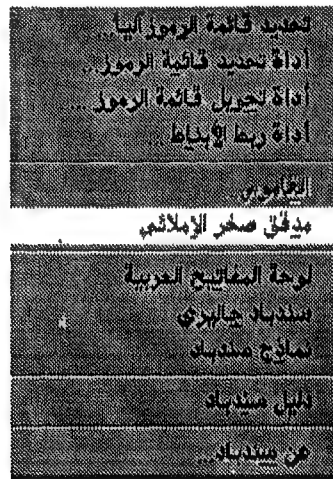 تحديد قائمة الرموز آليا...
أداة تحديد قائمة الرموز...
أداة تحويل قائمة الرموز...
أداة ربط الأنماط...
القاموس
مدقق صخر الإملائي
لوحة المفاتيح العربية
سندباد جاليري
نماذج سندباد
دليل سندباد
عن سندباد...